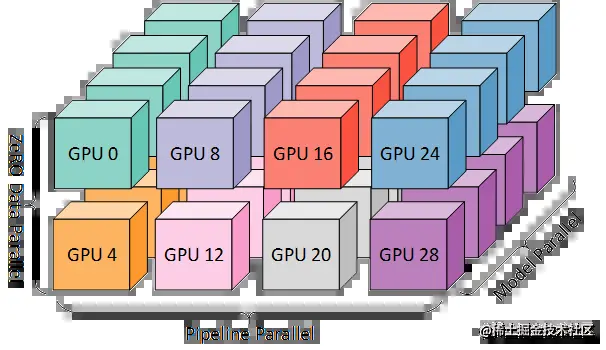 GPU 0
GPU 8
GPU 16
GPU 24
ZeRO Data Parallel
GPU 4
GPU 12
GPU 20
GPU 28
Model Parallel
Pipeline Parallel
@稀土掘金技术社区